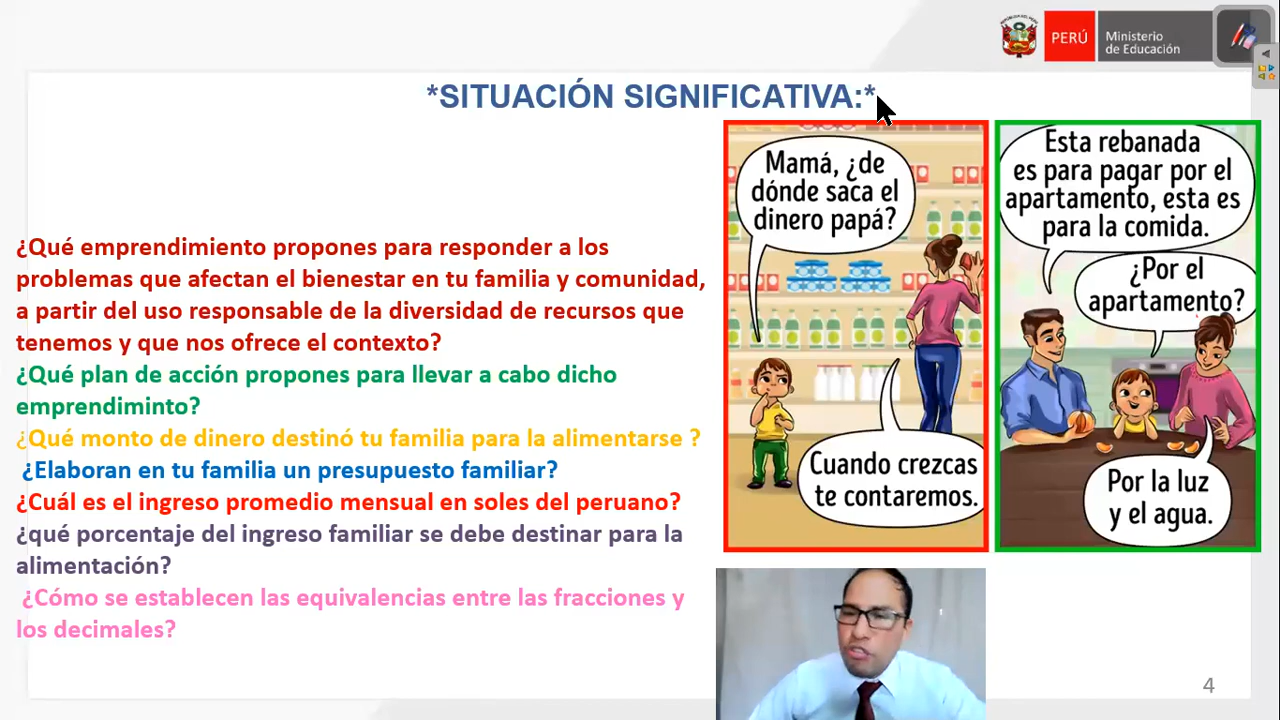 PERÚ
Ministerio
de Educación
*SITUACIÓN SIGNIFICATIVA:*
¿Qué emprendimiento propones para responder a los
problemas que afectan el bienestar en tu familia y comunidad,
a partir del uso responsable de la diversidad de recursos que
tenemos y que nos ofrece el contexto?
¿Qué plan de acción propones para llevar a cabo dicho
emprendiminto?
¿Qué monto de dinero destinó tu familia para la alimentarse ?
¿Elaboran en tu familia un presupuesto familiar?
¿Cuál es el ingreso promedio mensual en soles del peruano?
¿qué porcentaje del ingreso familiar se debe destinar para la
alimentación?
¿Cómo se establecen las equivalencias entre las fracciones y
los decimales?
Mamá, ¿de
dónde saca el
dinero papá?
Cuando crezcas
te contaremos.
Esta rebanada
es para pagar por el
apartamento, esta es
para la comida.
¿Por el
apartamento?
Por la luz
y el agua.
4